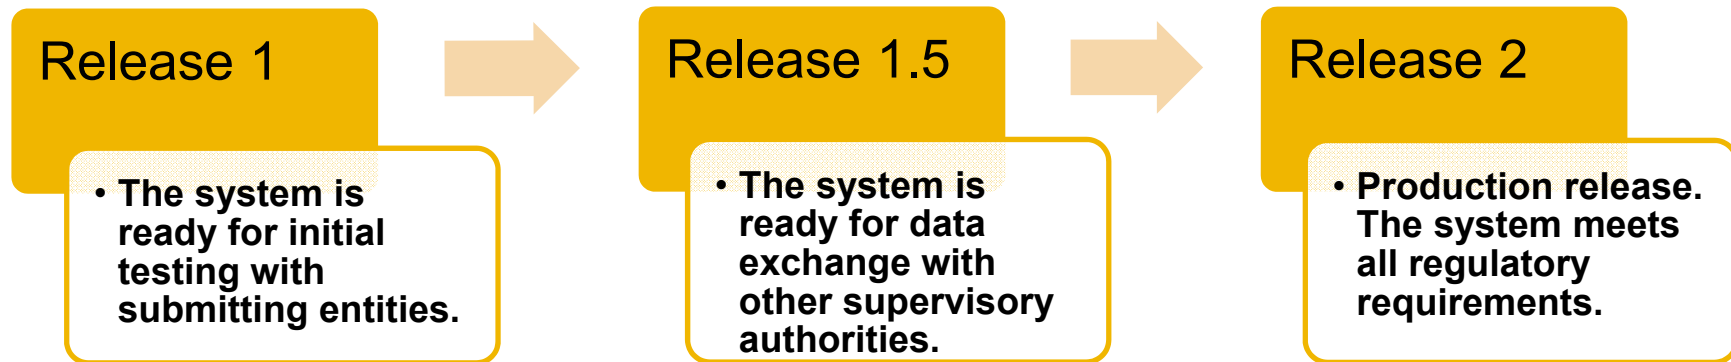 Release 1
• The system is
ready for initial
testing with
submitting entities.
Release 1.5
• The system is
ready for data
exchange with
other supervisory
authorities.
Release 2
• Production release.
The system meets
all regulatory
requirements.